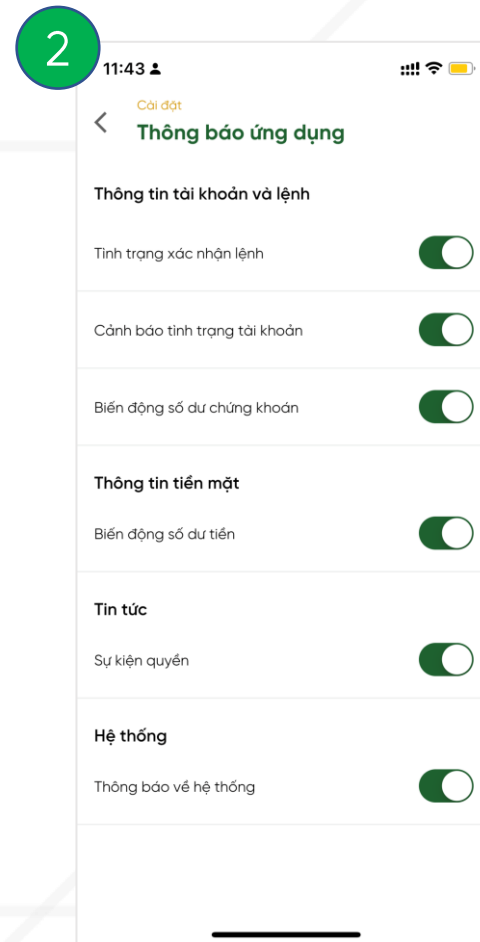 2
11:43
Cài đặt
Thông báo ứng dụng
Thông tin tài khoản và lệnh
Tình trạng xác nhận lệnh
Cảnh báo tình trạng tài khoản
Biến động số dư chứng khoán
Thông tin tiền mặt
Biến động số dư tiền
Tin tức
Sự kiện quyền
Hệ thống
Thông báo về hệ thống